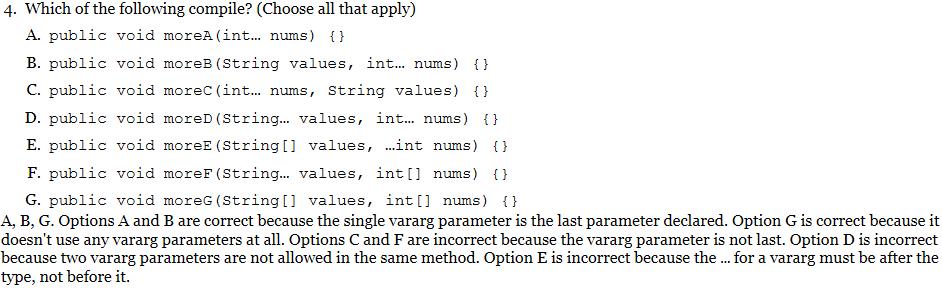 4. Which of the following compile? (Choose all that apply)
A. public void moreA(int… nums) {}
B. public void moreB(String values, int… nums) {}
C. public void moreC(int… nums, String values) {}
D. public void moreD(String… values, int… nums) {}
E. public void moreE(String[] values, …int nums) {}
F. public void moreF(String… values, int[] nums) {}
G. public void moreG(String[] values, int[] nums) {}
A, B, G. Options A and B are correct because the single vararg parameter is the last parameter declared. Option G is correct because it
doesn't use any vararg parameters at all. Options C and F are incorrect because the vararg parameter is not last. Option D is incorrect
because two vararg parameters are not allowed in the same method. Option E is incorrect because the … for a vararg must be after the
type, not before it.